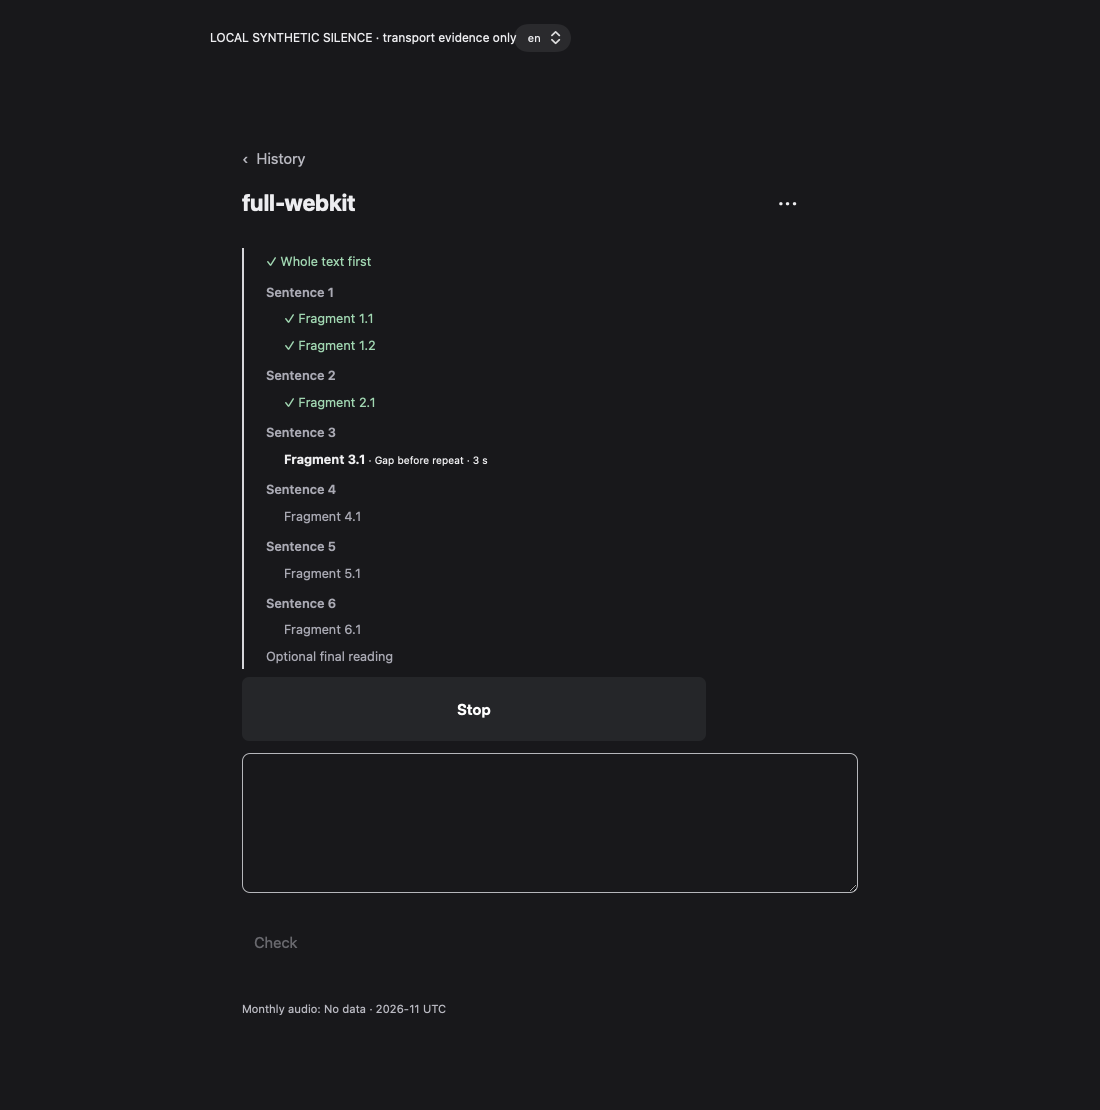 LOCAL SYNTHETIC SILENCE · transport evidence only en
‹ History
full-webkit
✓ Whole text first
Sentence 1
✓ Fragment 1.1
✓ Fragment 1.2
Sentence 2
✓ Fragment 2.1
Sentence 3
Fragment 3.1 · Gap before repeat · 3 s
Sentence 4
Fragment 4.1
Sentence 5
Fragment 5.1
Sentence 6
Fragment 6.1
Optional final reading
Stop
Check
Monthly audio: No data · 2026-11 UTC